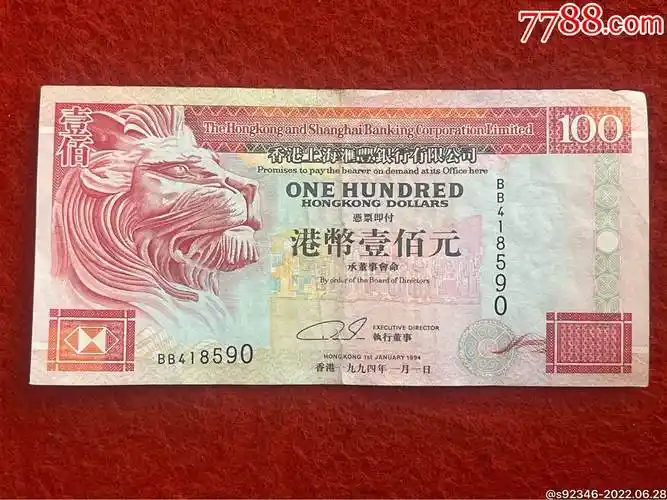 7788.com
壹佰
The Hongkong and Shanghai Banking Corporation Limited
100
香港上海滙豐銀行有限公司
Promises to pay the bearer on demand at its Office here
ONE HUNDRED
HONGKONG DOLLARS
憑票即付
港幣壹佰元
承董事會命
By order of the Board of Directors
BB418590
EXECUTIVE DIRECTOR
執行董事
BB418590
HONGKONG 1ST JANUARY 1994
香港一九九四年一月一日
@s92346-2022.06.28